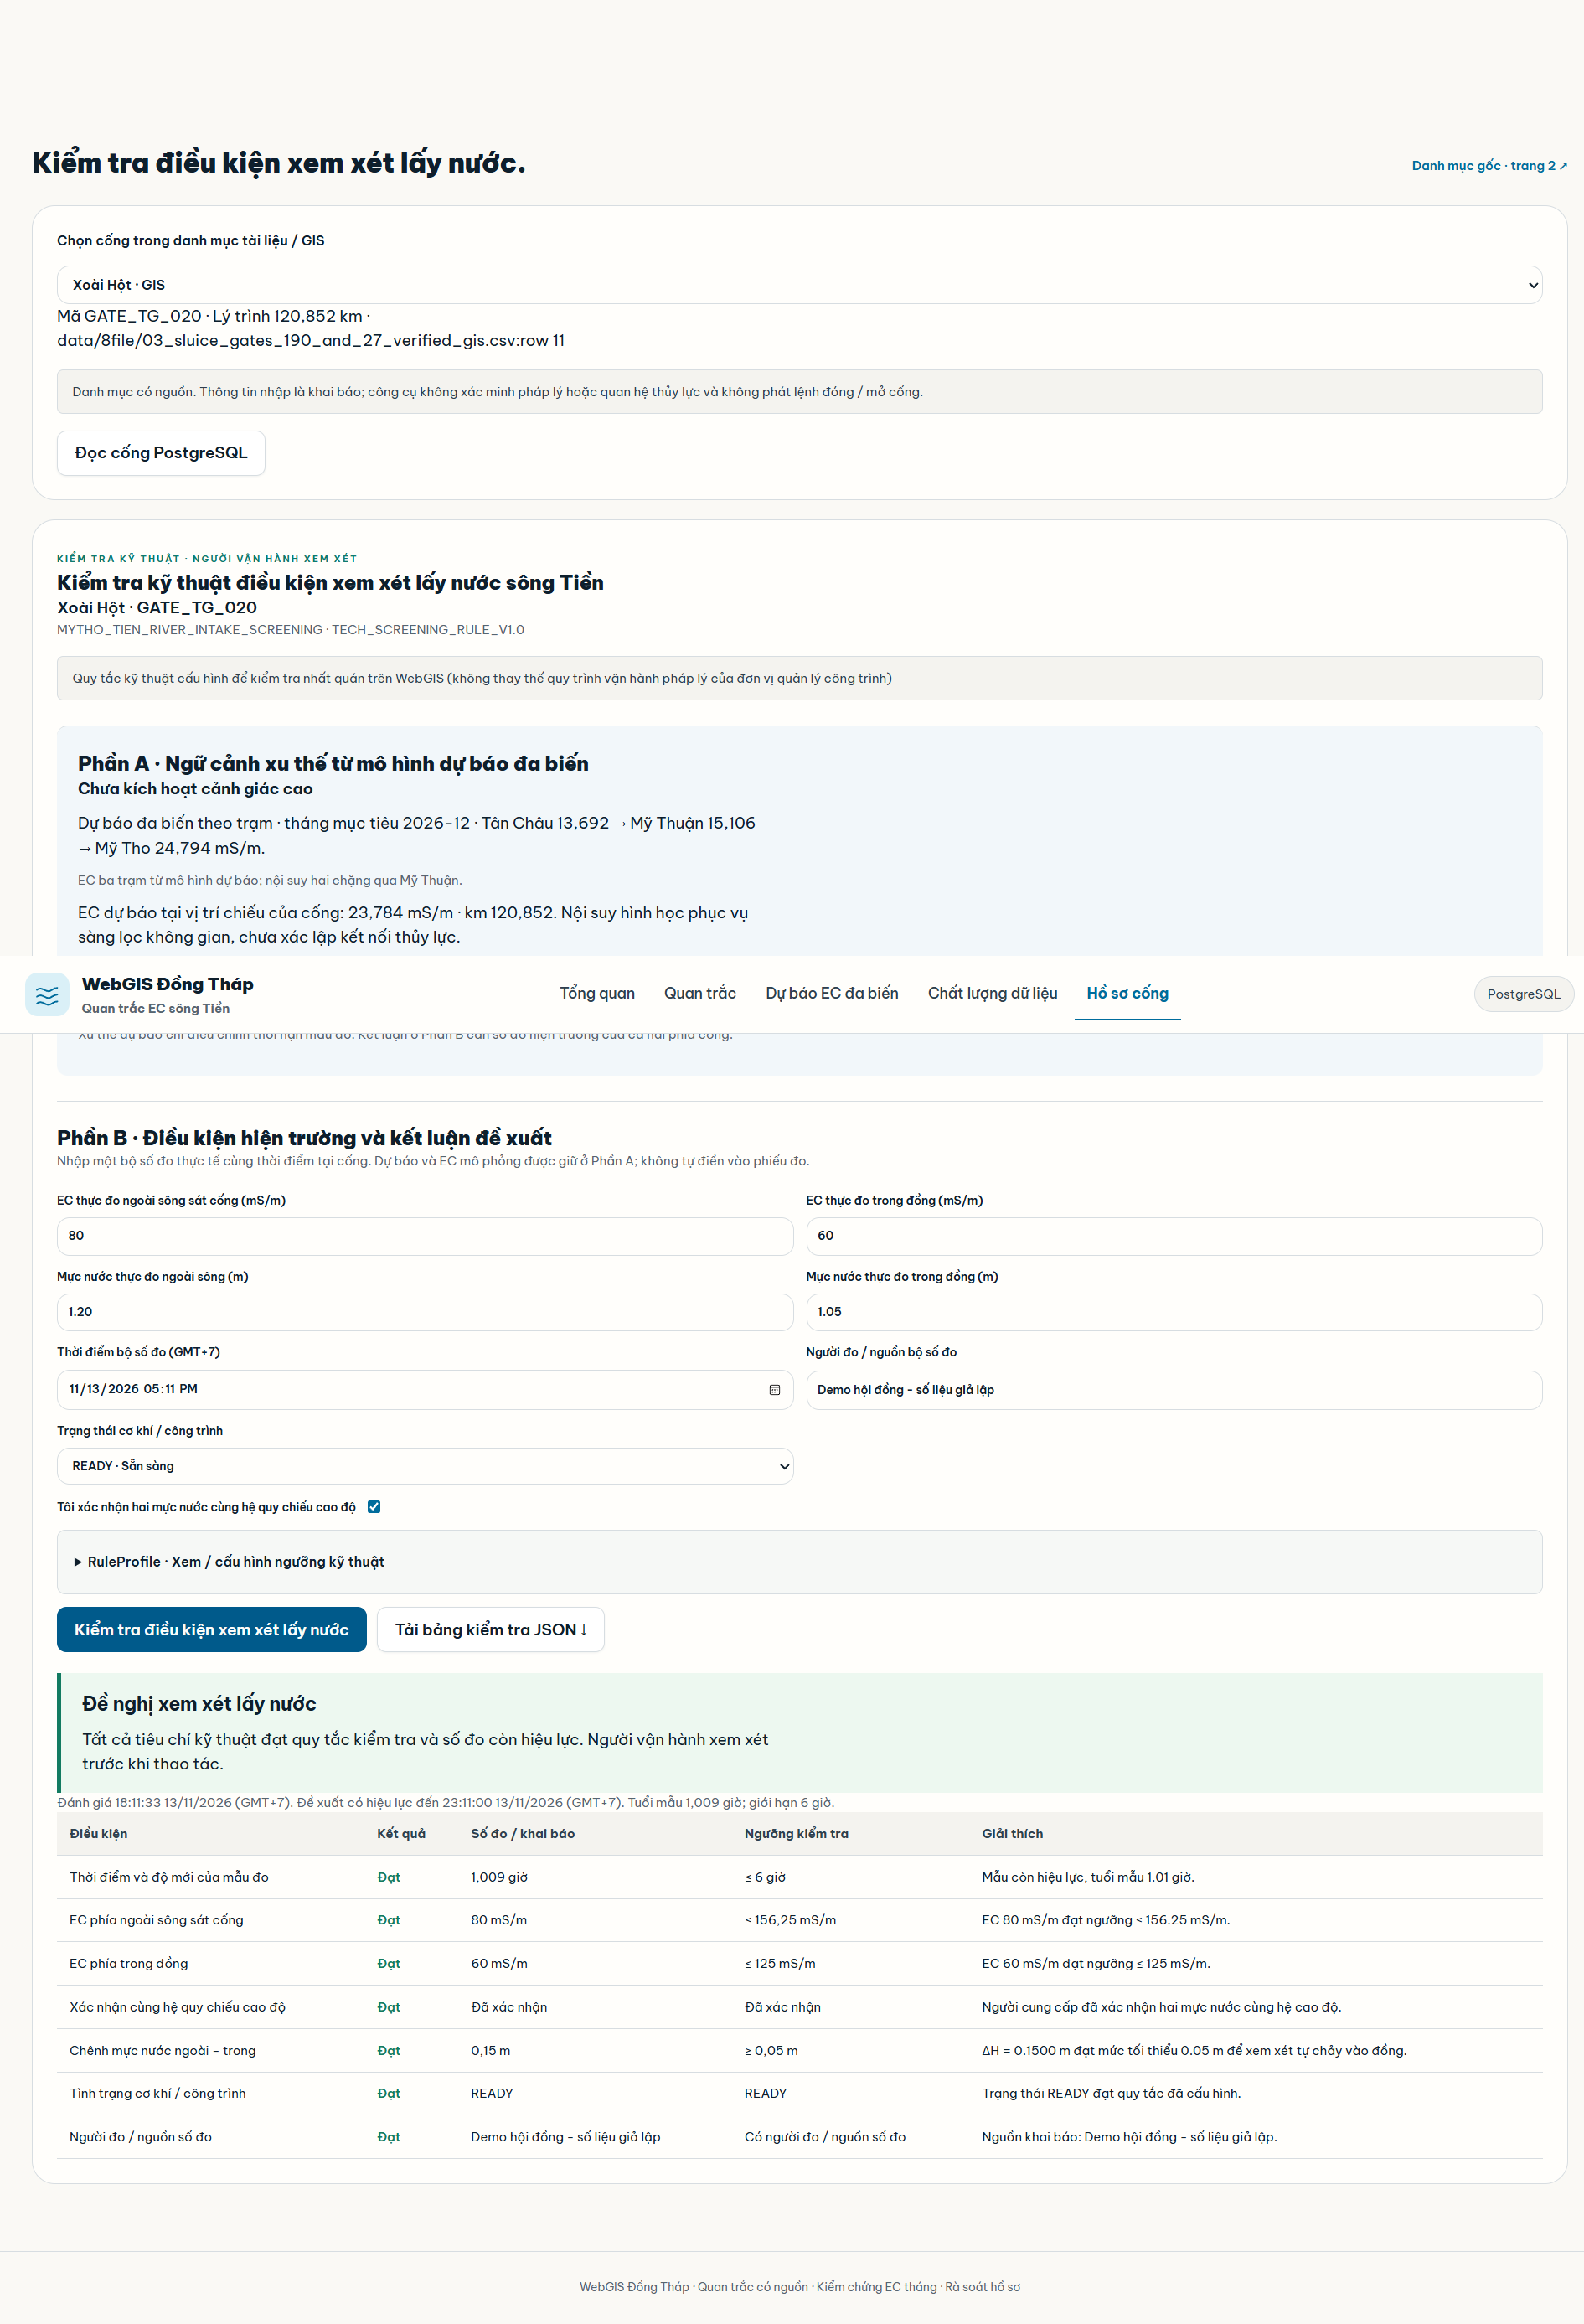 Kiểm tra điều kiện xem xét lấy nước.
Danh mục gốc · trang 2 ↗
Chọn cống trong danh mục tài liệu / GIS
Xoài Hột · GIS
Mã GATE_TG_020 · Lý trình 120,852 km ·
data/8file/03_sluice_gates_190_and_27_verified_gis.csv:row 11
Danh mục có nguồn. Thông tin nhập là khai báo; công cụ không xác minh pháp lý hoặc quan hệ thủy lực và không phát lệnh đóng / mở cống.
Đọc cống PostgreSQL
KIỂM TRA KỸ THUẬT · NGƯỜI VẬN HÀNH XEM XÉT
Kiểm tra kỹ thuật điều kiện xem xét lấy nước sông Tiền
Xoài Hột · GATE_TG_020
MYTHO_TIEN_RIVER_INTAKE_SCREENING · TECH_SCREENING_RULE_V1.0
Quy tắc kỹ thuật cấu hình để kiểm tra nhất quán trên WebGIS (không thay thế quy trình vận hành pháp lý của đơn vị quản lý công trình)
Phần A · Ngữ cảnh xu thế từ mô hình dự báo đa biến
Chưa kích hoạt cảnh giác cao
Dự báo đa biến theo trạm · tháng mục tiêu 2026-12 · Tân Châu 13,692 → Mỹ Thuận 15,106
→ Mỹ Tho 24,794 mS/m.
EC ba trạm từ mô hình dự báo; nội suy hai chặng qua Mỹ Thuận.
EC dự báo tại vị trí chiếu của cống: 23,784 mS/m · km 120,852. Nội suy hình học phục vụ
sàng lọc không gian, chưa xác lập kết nối thủy lực.
WebGIS Đồng Tháp
Quan trắc EC sông Tiền
Tổng quan
Quan trắc
Dự báo EC đa biến
Chất lượng dữ liệu
Hồ sơ cống
PostgreSQL
Xu thế dự báo chỉ điều chỉnh thời hạn mẫu đo. Kết luận ở Phần B cần số đo hiện trường của cả hai phía cống.
Phần B · Điều kiện hiện trường và kết luận đề xuất
Nhập một bộ số đo thực tế cùng thời điểm tại cống. Dự báo và EC mô phỏng được giữ ở Phần A; không tự điền vào phiếu đo.
EC thực đo ngoài sông sát cống (mS/m)
EC thực đo trong đồng (mS/m)
80
60
Mực nước thực đo ngoài sông (m)
Mực nước thực đo trong đồng (m)
1.20
1.05
Thời điểm bộ số đo (GMT+7)
Người đo / nguồn bộ số đo
11/13/2026 05:11 PM
Demo hội đồng - số liệu giả lập
Trạng thái cơ khí / công trình
READY · Sẵn sàng
Tôi xác nhận hai mực nước cùng hệ quy chiếu cao độ
▶ RuleProfile · Xem / cấu hình ngưỡng kỹ thuật
Kiểm tra điều kiện xem xét lấy nước
Tải bảng kiểm tra JSON ↓
Đề nghị xem xét lấy nước
Tất cả tiêu chí kỹ thuật đạt quy tắc kiểm tra và số đo còn hiệu lực. Người vận hành xem xét
trước khi thao tác.
Đánh giá 18:11:33 13/11/2026 (GMT+7). Đề xuất có hiệu lực đến 23:11:00 13/11/2026 (GMT+7). Tuổi mẫu 1,009 giờ; giới hạn 6 giờ.
Điều kiện Kết quả Số đo / khai báo Ngưỡng kiểm tra Giải thích
Thời điểm và độ mới của mẫu đo Đạt 1,009 giờ ≤ 6 giờ Mẫu còn hiệu lực, tuổi mẫu 1.01 giờ.
EC phía ngoài sông sát cống Đạt 80 mS/m ≤ 156,25 mS/m EC 80 mS/m đạt ngưỡng ≤ 156.25 mS/m.
EC phía trong đồng Đạt 60 mS/m ≤ 125 mS/m EC 60 mS/m đạt ngưỡng ≤ 125 mS/m.
Xác nhận cùng hệ quy chiếu cao độ Đạt Đã xác nhận Đã xác nhận Người cung cấp đã xác nhận hai mực nước cùng hệ cao độ.
Chênh mực nước ngoài - trong Đạt 0,15 m ≥ 0,05 m ΔH = 0.1500 m đạt mức tối thiểu 0.05 m để xem xét tự chảy vào đồng.
Tình trạng cơ khí / công trình Đạt READY READY Trạng thái READY đạt quy tắc đã cấu hình.
Người đo / nguồn số đo Đạt Demo hội đồng - số liệu giả lập Có người đo / nguồn số đo Nguồn khai báo: Demo hội đồng - số liệu giả lập.
WebGIS Đồng Tháp · Quan trắc có nguồn · Kiểm chứng EC tháng · Rà soát hồ sơ